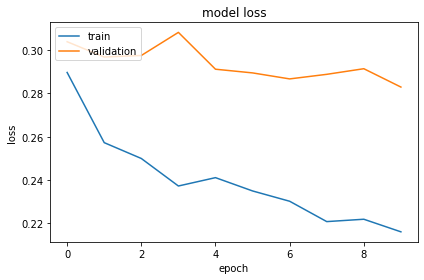 model loss
train
validation
0.30
0.28
0.26
0.24
0.22
loss
0 2 4 6 8
epoch